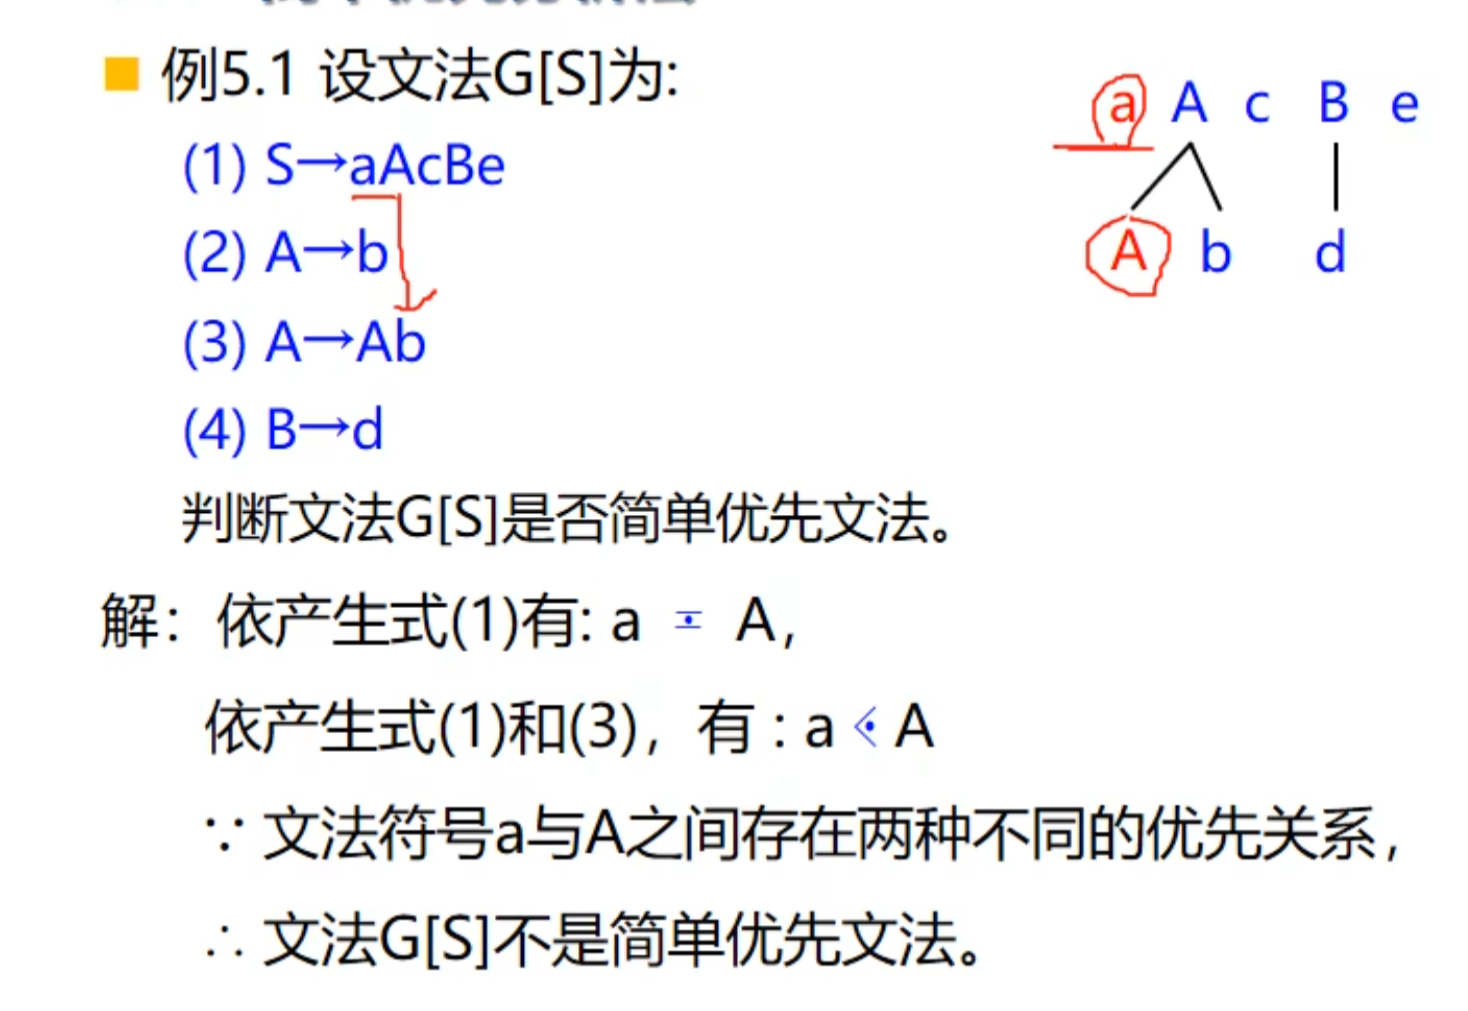 例5.1 设文法G[S]为:
(1) S→aAcBe
(2) A→b
(3) A→Ab
(4) B→d
a A c B e
A b d
判断文法G[S]是否简单优先文法。
解：依产生式(1)有: a ≐ A,
依产生式(1)和(3)，有 : a ⋖ A
∵ 文法符号a与A之间存在两种不同的优先关系,
∴ 文法G[S]不是简单优先文法。